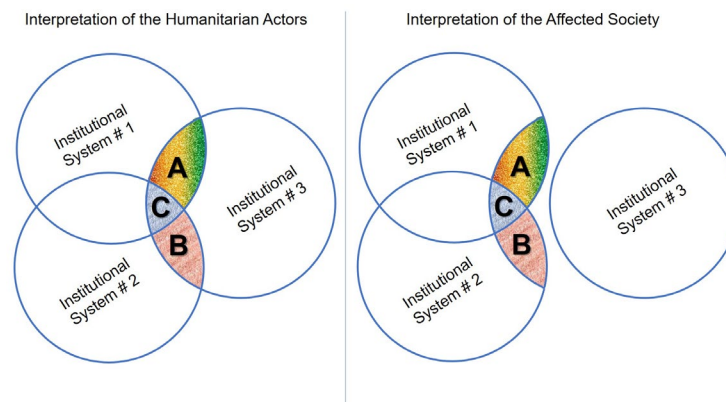 Interpretation of the Humanitarian Actors
Institutional
System # 1
A
Institutional
System # 3
C
B
Institutional
System # 2
Interpretation of the Affected Society
Institutional
System # 1
A
Institutional
System # 3
C
B
Institutional
System # 2